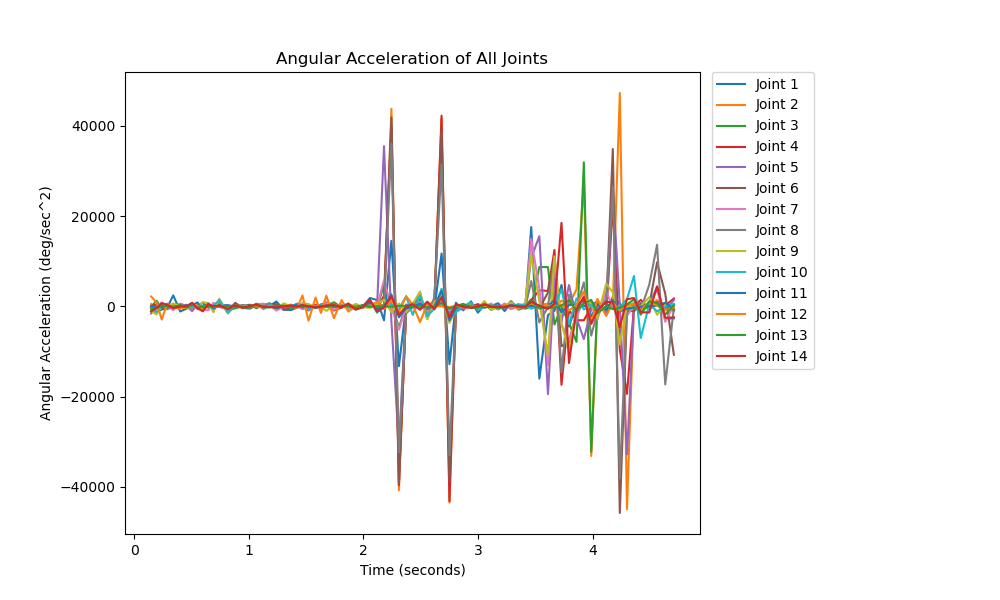 Angular Acceleration of All Joints
Angular Acceleration (deg/sec^2)
40000
20000
0
−20000
−40000
0 1 2 3 4
Time (seconds)
Joint 1
Joint 2
Joint 3
Joint 4
Joint 5
Joint 6
Joint 7
Joint 8
Joint 9
Joint 10
Joint 11
Joint 12
Joint 13
Joint 14